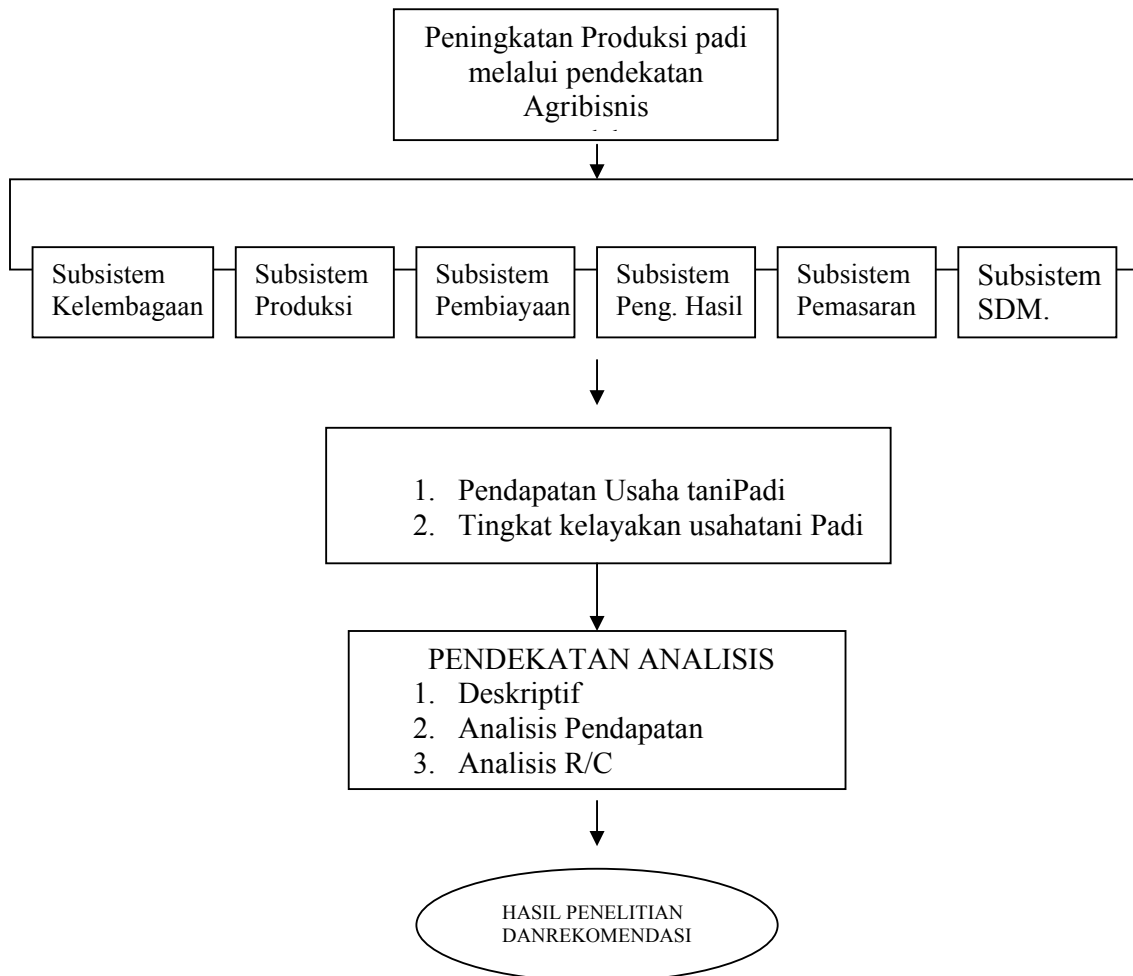 Peningkatan Produksi padi
melalui pendekatan
Agribisnis
Subsistem
Kelembagaan
Subsistem
Produksi
Subsistem
Pembiayaan
Subsistem
Peng. Hasil
Subsistem
Pemasaran
Subsistem
SDM.
1. Pendapatan Usaha taniPadi
2. Tingkat kelayakan usahatani Padi
PENDEKATAN ANALISIS
1. Deskriptif
2. Analisis Pendapatan
3. Analisis R/C
HASIL PENELITIAN
DANREKOMENDASI